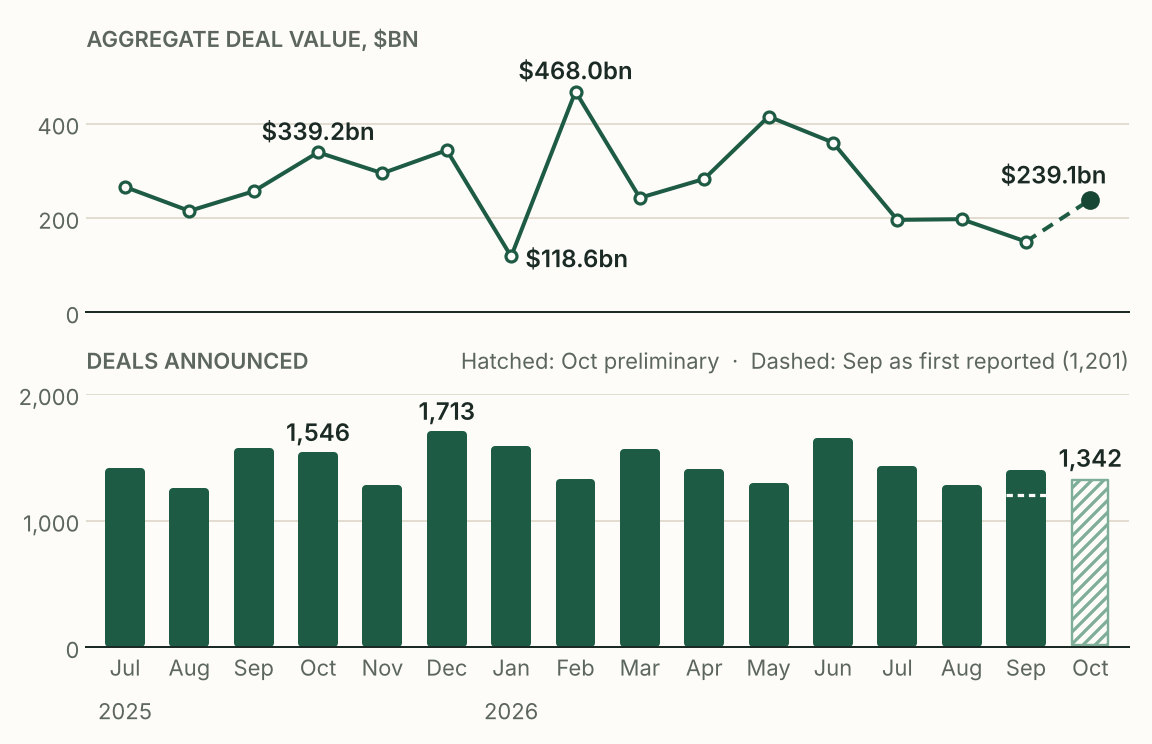 AGGREGATE DEAL VALUE, $BN
$468.0bn
400
$339.2bn
$239.1bn
200
$118.6bn
0
DEALS ANNOUNCED
Hatched: Oct preliminary · Dashed: Sep as first reported (1,201)
2,000
1,713
1,546
1,342
1,000
0
Jul Aug Sep Oct Nov Dec Jan Feb Mar Apr May Jun Jul Aug Sep Oct
2025 2026